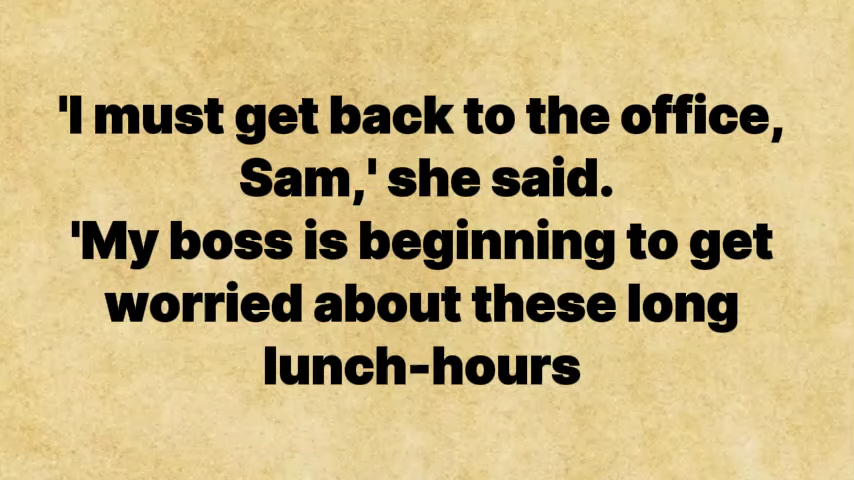 'I must get back to the office,
Sam,' she said.
'My boss is beginning to get
worried about these long
lunch-hours